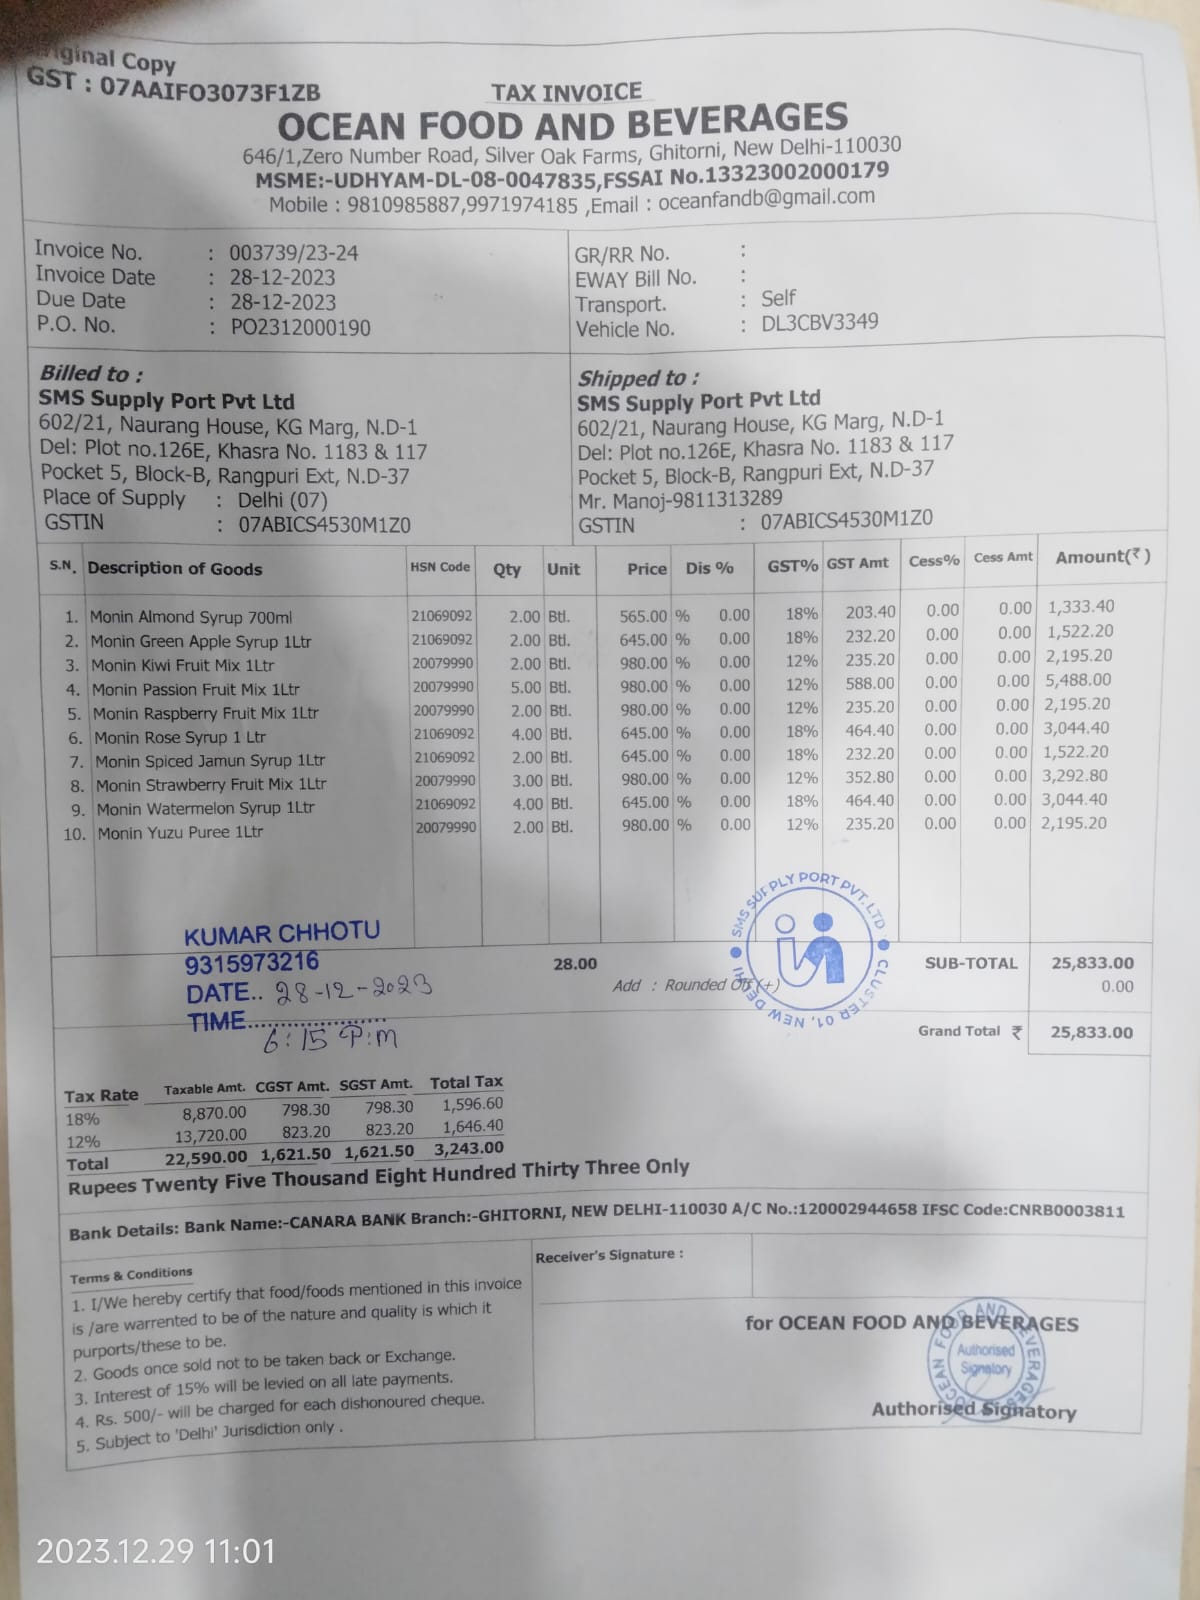 Original Copy
GST : 07AAIFO3073F1ZB
TAX INVOICE
OCEAN FOOD AND BEVERAGES
646/1,Zero Number Road, Silver Oak Farms, Ghitorni, New Delhi-110030
MSME:-UDHYAM-DL-08-0047835,FSSAI No.13323002000179
Mobile : 9810985887,9971974185 ,Email : oceanfandb@gmail.com
Invoice No. : 003739/23-24
Invoice Date : 28-12-2023
Due Date : 28-12-2023
P.O. No. : PO2312000190
GR/RR No. :
EWAY Bill No. :
Transport. : Self
Vehicle No. : DL3CBV3349
Billed to :
SMS Supply Port Pvt Ltd
602/21, Naurang House, KG Marg, N.D-1
Del: Plot no.126E, Khasra No. 1183 & 117
Pocket 5, Block-B, Rangpuri Ext, N.D-37
Place of Supply : Delhi (07)
GSTIN : 07ABICS4530M1Z0
Shipped to :
SMS Supply Port Pvt Ltd
602/21, Naurang House, KG Marg, N.D-1
Del: Plot no.126E, Khasra No. 1183 & 117
Pocket 5, Block-B, Rangpuri Ext, N.D-37
Mr. Manoj-9811313289
GSTIN : 07ABICS4530M1Z0
S.N. Description of Goods HSN Code Qty Unit Price Dis % GST% GST Amt Cess% Cess Amt Amount(₹)
1. Monin Almond Syrup 700ml 21069092 2.00 Btl. 565.00 % 0.00 18% 203.40 0.00 0.00 1,333.40
2. Monin Green Apple Syrup 1Ltr 21069092 2.00 Btl. 645.00 % 0.00 18% 232.20 0.00 0.00 1,522.20
3. Monin Kiwi Fruit Mix 1Ltr 20079990 2.00 Btl. 980.00 % 0.00 12% 235.20 0.00 0.00 2,195.20
4. Monin Passion Fruit Mix 1Ltr 20079990 5.00 Btl. 980.00 % 0.00 12% 588.00 0.00 0.00 5,488.00
5. Monin Raspberry Fruit Mix 1Ltr 20079990 2.00 Btl. 980.00 % 0.00 12% 235.20 0.00 0.00 2,195.20
6. Monin Rose Syrup 1 Ltr 21069092 4.00 Btl. 645.00 % 0.00 18% 464.40 0.00 0.00 3,044.40
7. Monin Spiced Jamun Syrup 1Ltr 21069092 2.00 Btl. 645.00 % 0.00 18% 232.20 0.00 0.00 1,522.20
8. Monin Strawberry Fruit Mix 1Ltr 20079990 3.00 Btl. 980.00 % 0.00 12% 352.80 0.00 0.00 3,292.80
9. Monin Watermelon Syrup 1Ltr 21069092 4.00 Btl. 645.00 % 0.00 18% 464.40 0.00 0.00 3,044.40
10. Monin Yuzu Puree 1Ltr 20079990 2.00 Btl. 980.00 % 0.00 12% 235.20 0.00 0.00 2,195.20
SMS SUPPLY PORT PVT. LTD CLUSTER 01, NEW DELHI
KUMAR CHHOTU
9315973216
DATE.. 28-12-2023
TIME....................
6:15 P:m
28.00 SUB-TOTAL 25,833.00
Add : Rounded Off (+) 0.00
Grand Total ₹ 25,833.00
Tax Rate Taxable Amt. CGST Amt. SGST Amt. Total Tax
18% 8,870.00 798.30 798.30 1,596.60
12% 13,720.00 823.20 823.20 1,646.40
Total 22,590.00 1,621.50 1,621.50 3,243.00
Rupees Twenty Five Thousand Eight Hundred Thirty Three Only
Bank Details: Bank Name:-CANARA BANK Branch:-GHITORNI, NEW DELHI-110030 A/C No.:120002944658 IFSC Code:CNRB0003811
Terms & Conditions
1. I/We hereby certify that food/foods mentioned in this invoice
is /are warrented to be of the nature and quality is which it
purports/these to be.
2. Goods once sold not to be taken back or Exchange.
3. Interest of 15% will be levied on all late payments.
4. Rs. 500/- will be charged for each dishonoured cheque.
5. Subject to 'Delhi' Jurisdiction only .
Receiver's Signature :
for OCEAN FOOD AND BEVERAGES
OCEAN FOOD AND BEVERAGES
Authorised
Signatory
Authorised Signatory
2023.12.29 11:01